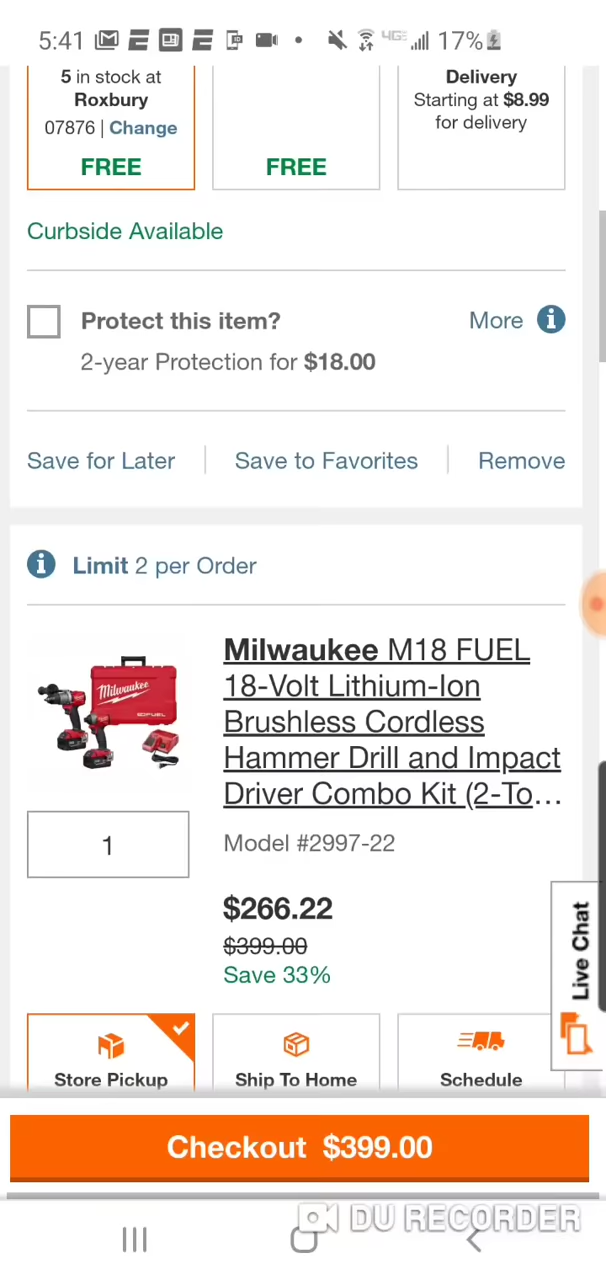 5:41 17%
5 in stock at
Roxbury
07876 | Change
FREE
FREE
Delivery
Starting at $8.99
for delivery
Curbside Available
Protect this item?
More
2-year Protection for $18.00
Save for Later
Save to Favorites
Remove
Limit 2 per Order
Milwaukee
Milwaukee M18 FUEL
18-Volt Lithium-Ion
Brushless Cordless
Hammer Drill and Impact
Driver Combo Kit (2-To...
1
Model #2997-22
$266.22
$399.00
Save 33%
Live Chat
Store Pickup
Ship To Home
Schedule
Checkout $399.00
DU RECORDER